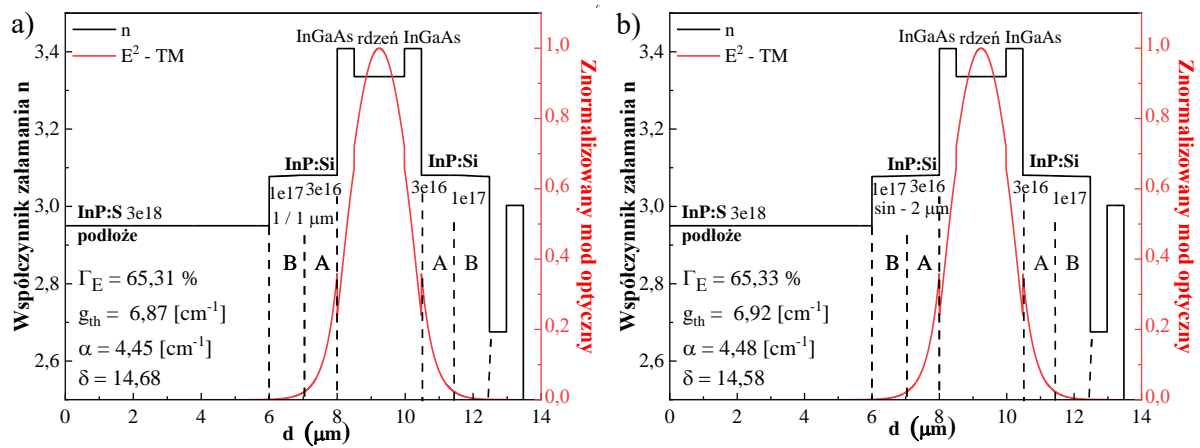 a)
Współczynnik załamania n
3,4
3,2
3,0
2,8
2,6
n
E² - TM
InGaAs rdzeń InGaAs
InP:Si
InP:Si
1e17 3e16
1 / 1 μm
3e16
1e17
InP:S 3e18
podłoże
B A A B
Γ_E = 65,31 %
g_th = 6,87 [cm⁻¹]
α = 4,45 [cm⁻¹]
δ = 14,68
0 2 4 6 8 10 12 14
d (μm)
1,0
0,8
0,6
0,4
0,2
0,0
Znormalizowany mod optyczny
b)
Współczynnik załamania n
3,4
3,2
3,0
2,8
2,6
n
E² - TM
InGaAs rdzeń InGaAs
InP:Si
InP:Si
1e17 3e16
sin - 2 μm
3e16
1e17
InP:S 3e18
podłoże
B A A B
Γ_E = 65,33 %
g_th = 6,92 [cm⁻¹]
α = 4,48 [cm⁻¹]
δ = 14,58
0 2 4 6 8 10 12 14
d (μm)
1,0
0,8
0,6
0,4
0,2
0,0
Znormalizowany mod optyczny